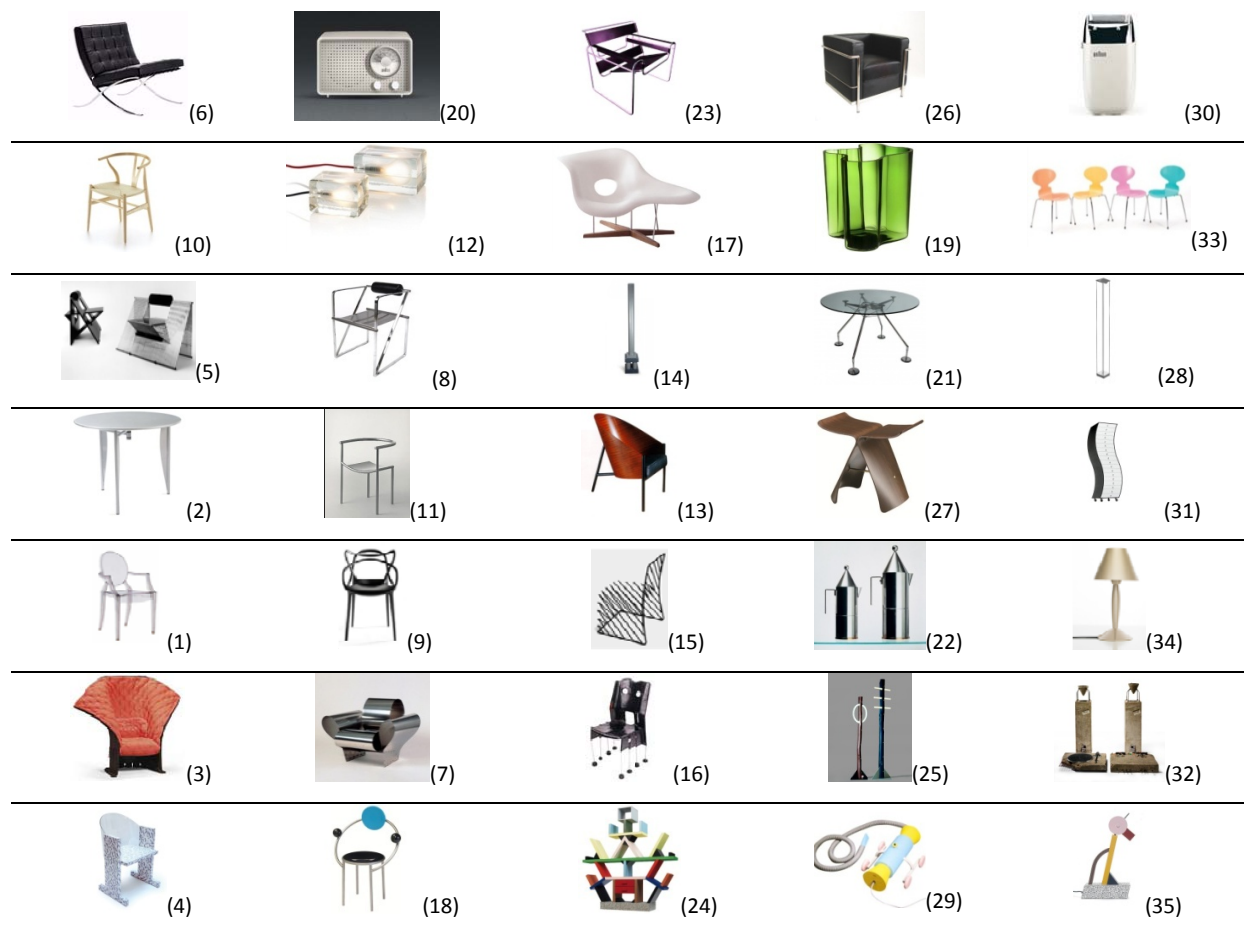 (6) (20) (23) (26) (30)
(10) (12) (17) (19) (33)
(5) (8) (14) (21) (28)
(2) (11) (13) (27) (31)
(1) (9) (15) (22) (34)
(3) (7) (16) (25) (32)
(4) (18) (24) (29) (35)